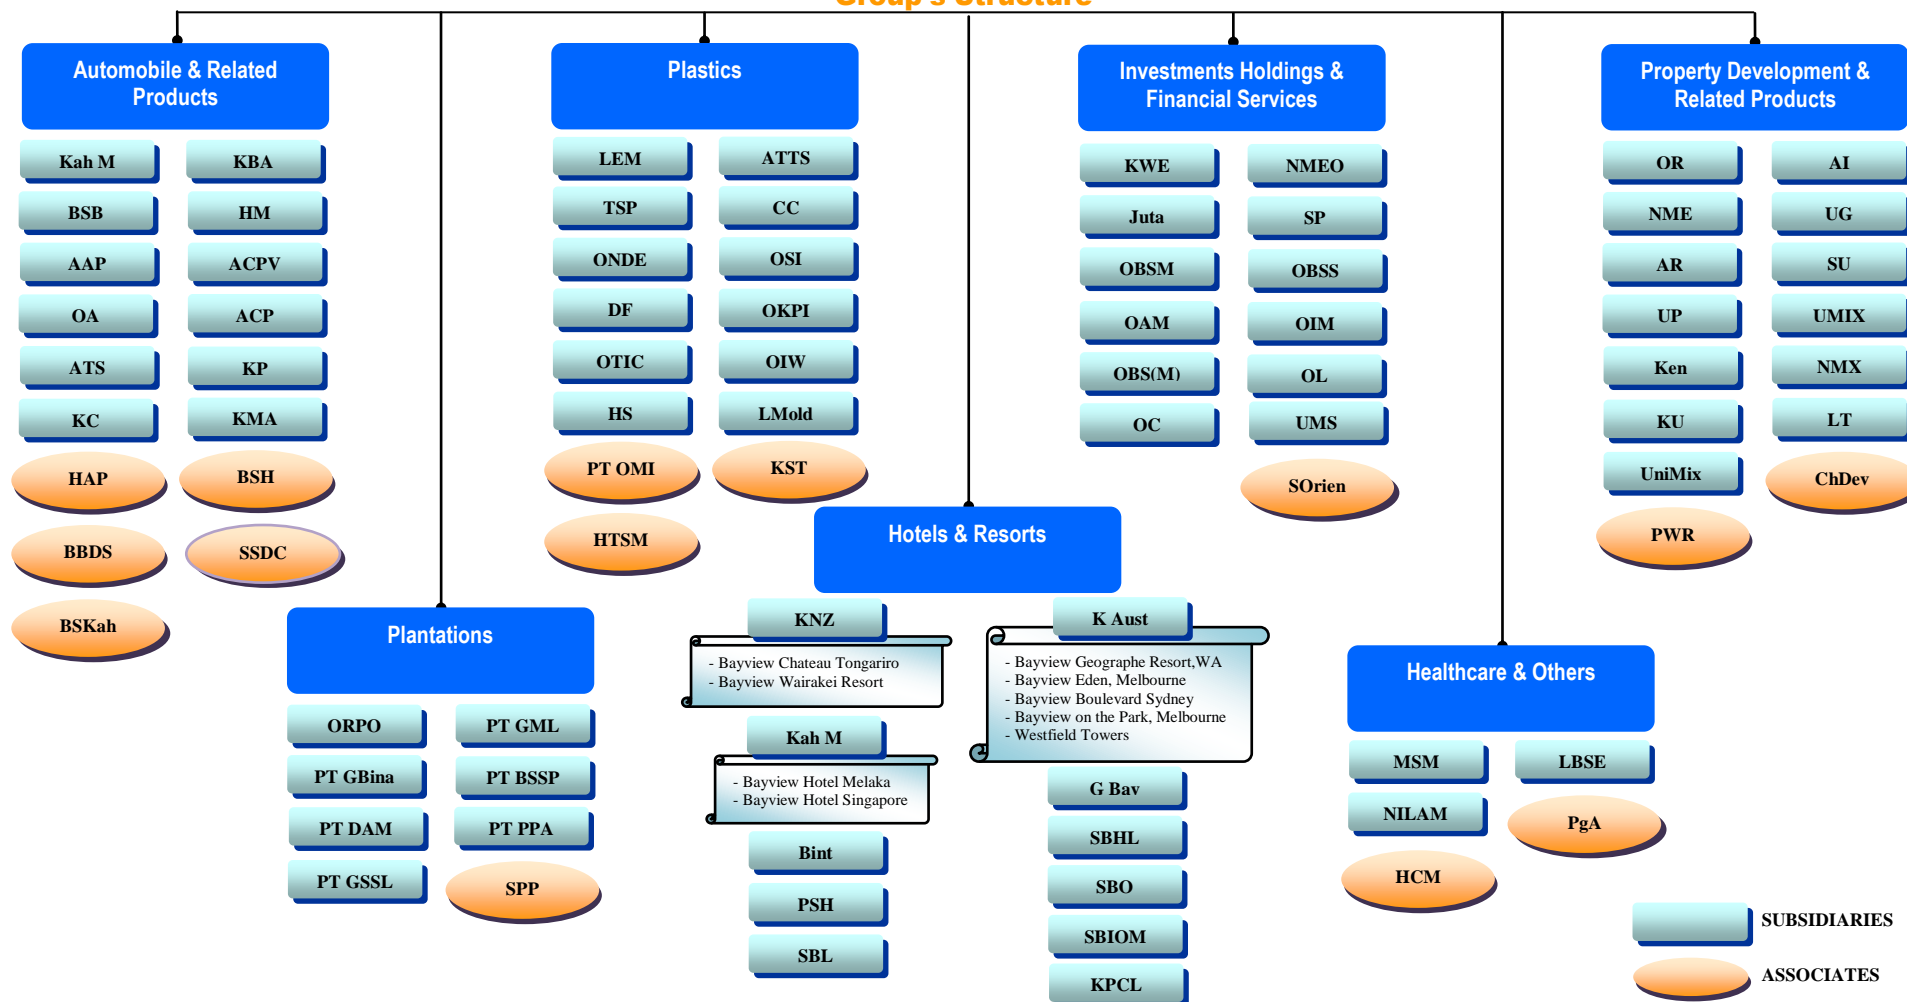 Group's Structure
Automobile & Related
Products
Kah M
KBA
BSB
HM
AAP
ACPV
OA
ACP
ATS
KP
KC
KMA
HAP
BSH
BBDS
SSDC
BSKah
Plantations
ORPO
PT GML
PT GBina
PT BSSP
PT DAM
PT PPA
PT GSSL
SPP
Plastics
LEM
ATTS
TSP
CC
ONDE
OSI
DF
OKPI
OTIC
OIW
HS
LMold
PT OMI
KST
HTSM
Hotels & Resorts
KNZ
- Bayview Chateau Tongariro
- Bayview Wairakei Resort
Kah M
- Bayview Hotel Melaka
- Bayview Hotel Singapore
Bint
PSH
SBL
K Aust
- Bayview Geographe Resort,WA
- Bayview Eden, Melbourne
- Bayview Boulevard Sydney
- Bayview on the Park, Melbourne
- Westfield Towers
G Bav
SBHL
SBO
SBIOM
KPCL
Investments Holdings &
Financial Services
KWE
NMEO
Juta
SP
OBSM
OBSS
OAM
OIM
OBS(M)
OL
OC
UMS
SOrien
Healthcare & Others
MSM
LBSE
NILAM
PgA
HCM
Property Development &
Related Products
OR
AI
NME
UG
AR
SU
UP
UMIX
Ken
NMX
KU
LT
UniMix
ChDev
PWR
SUBSIDIARIES
ASSOCIATES